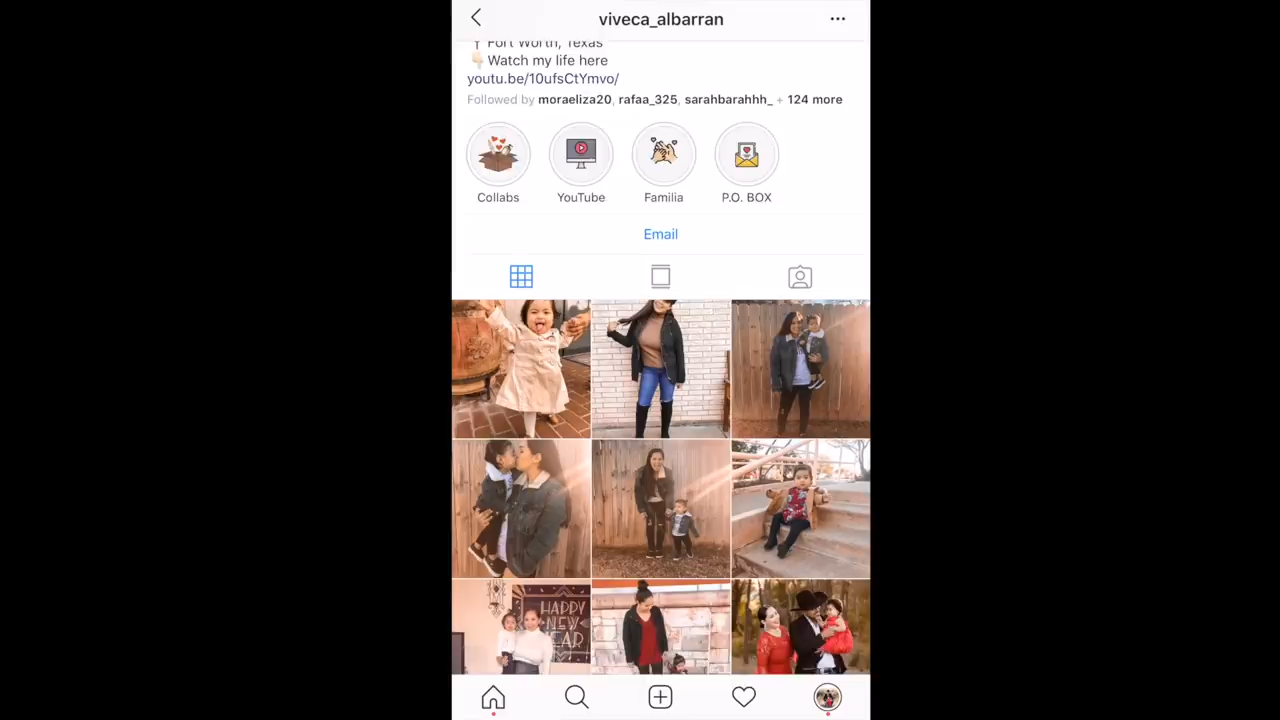 viveca_albarran
Fort Worth, Texas
Watch my life here
youtu.be/10ufsCtYmvo/
Followed by moraeliza20, rafaa_325, sarahbarahhh_ + 124 more
Collabs YouTube Familia P.O. BOX
Email
HAPPY
NEW
YEAR